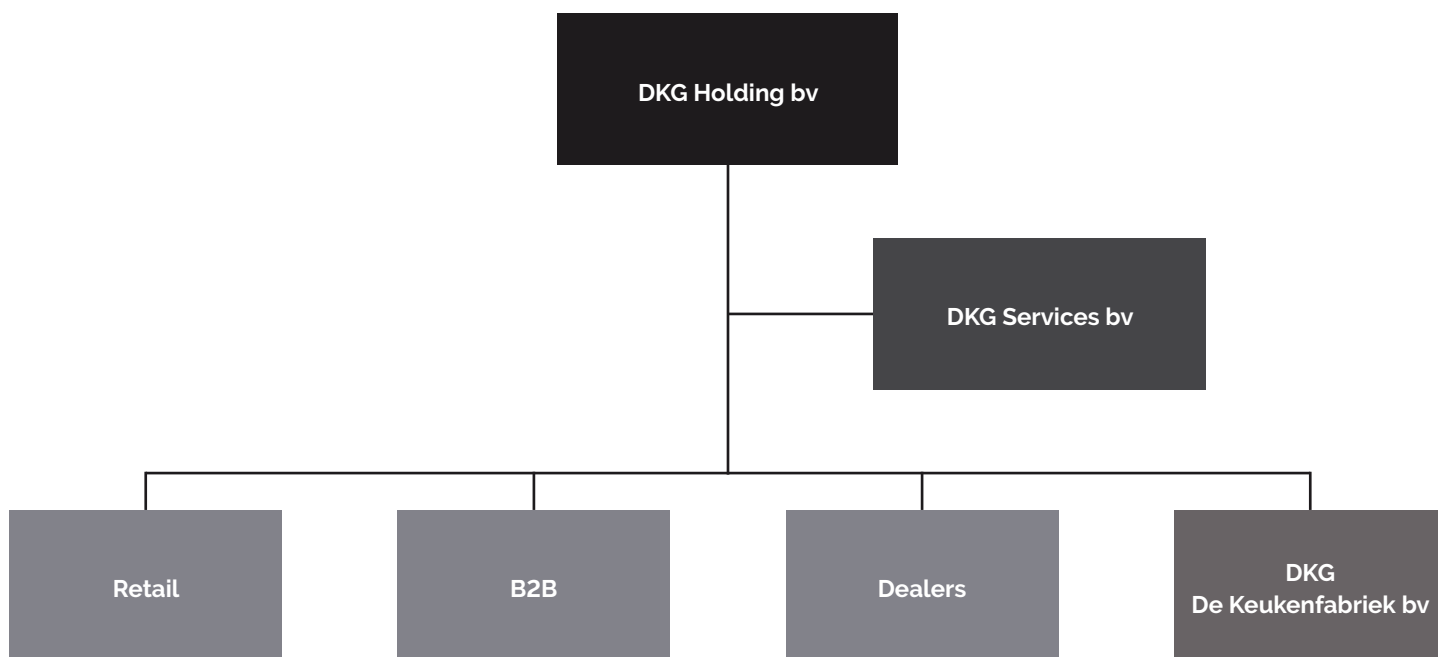 DKG Holding bv
DKG Services bv
Retail
B2B
Dealers
DKG
De Keukenfabriek bv